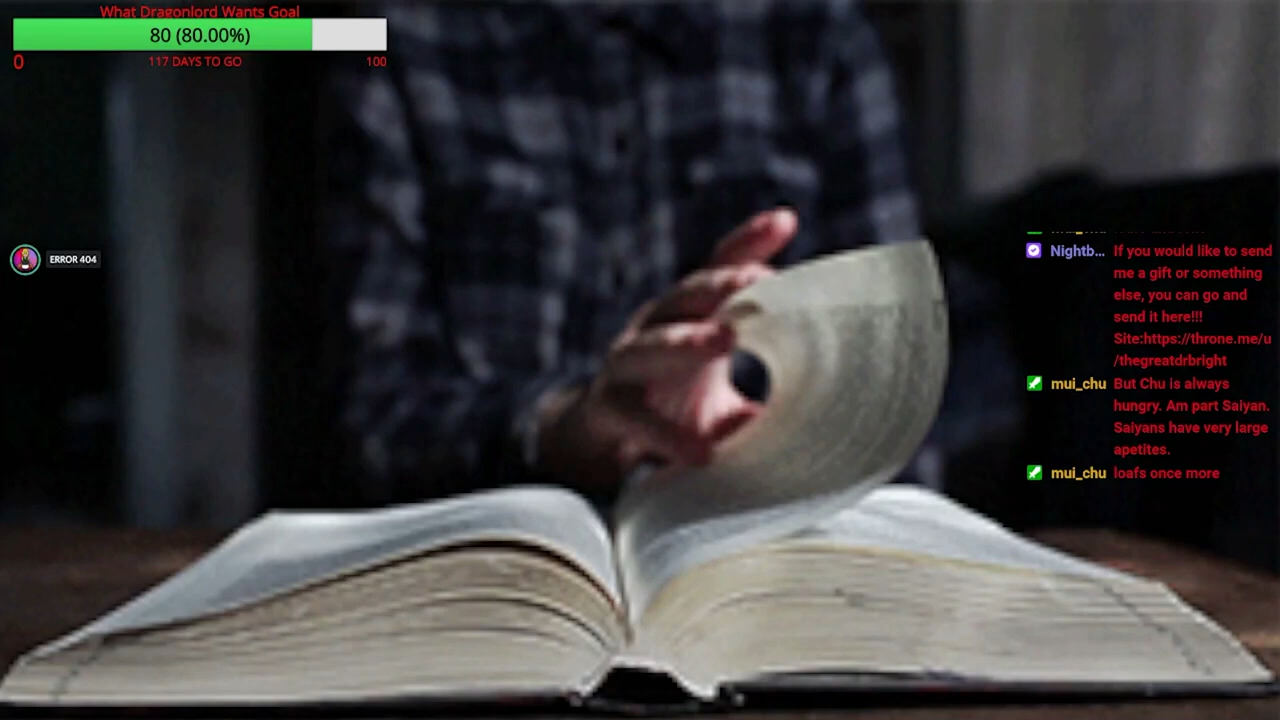 What Dragonlord Wants Goal
80 (80.00%)
0 117 DAYS TO GO 100
ERROR 404
Nightb... If you would like to send
me a gift or something
else, you can go and
send it here!!!
Site:https://throne.me/u
/thegreatdrbright
mui_chu But Chu is always
hungry. Am part Saiyan.
Saiyans have very large
apetites.
mui_chu loafs once more